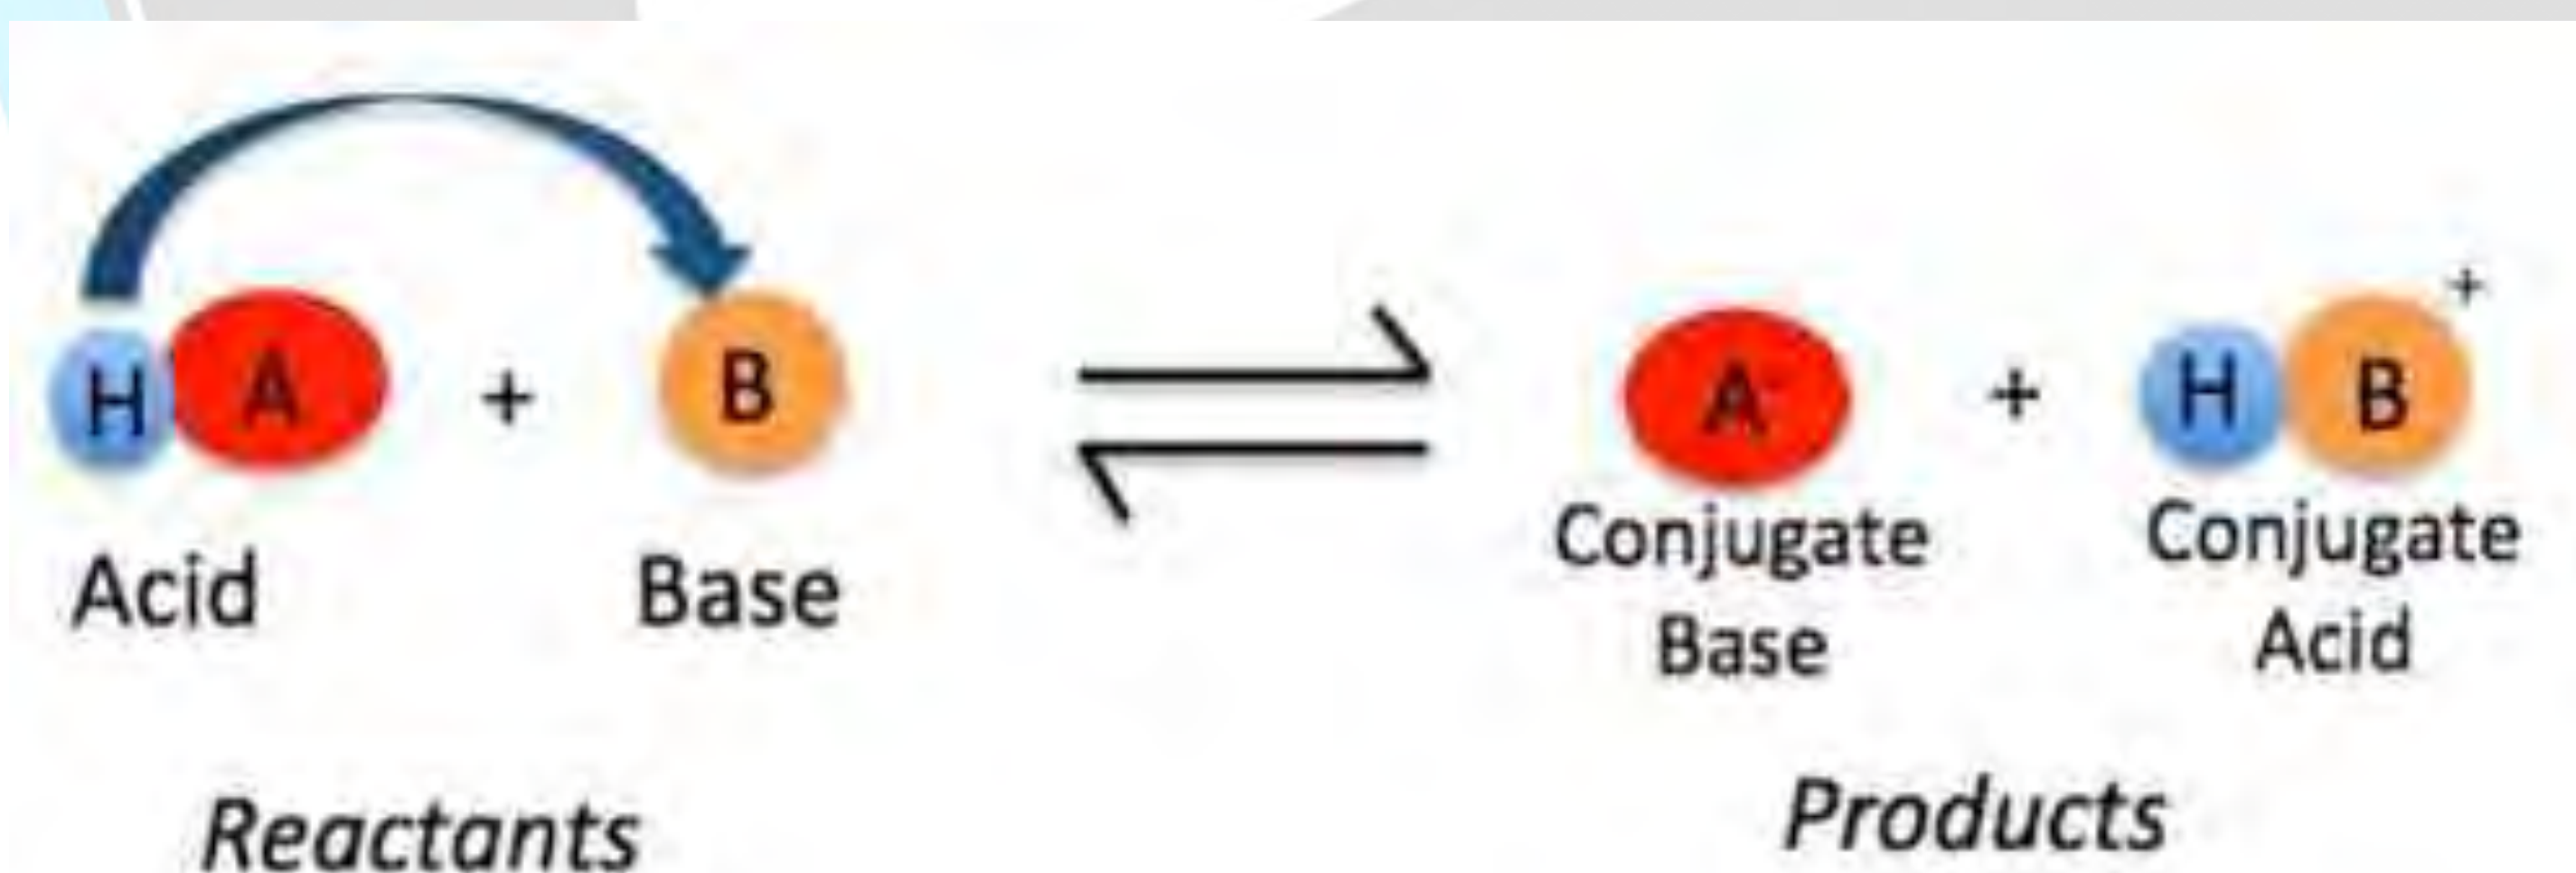 H A + B ⇌ A⁻ + H B⁺
Acid Base Conjugate Base Conjugate Acid
Reactants Products